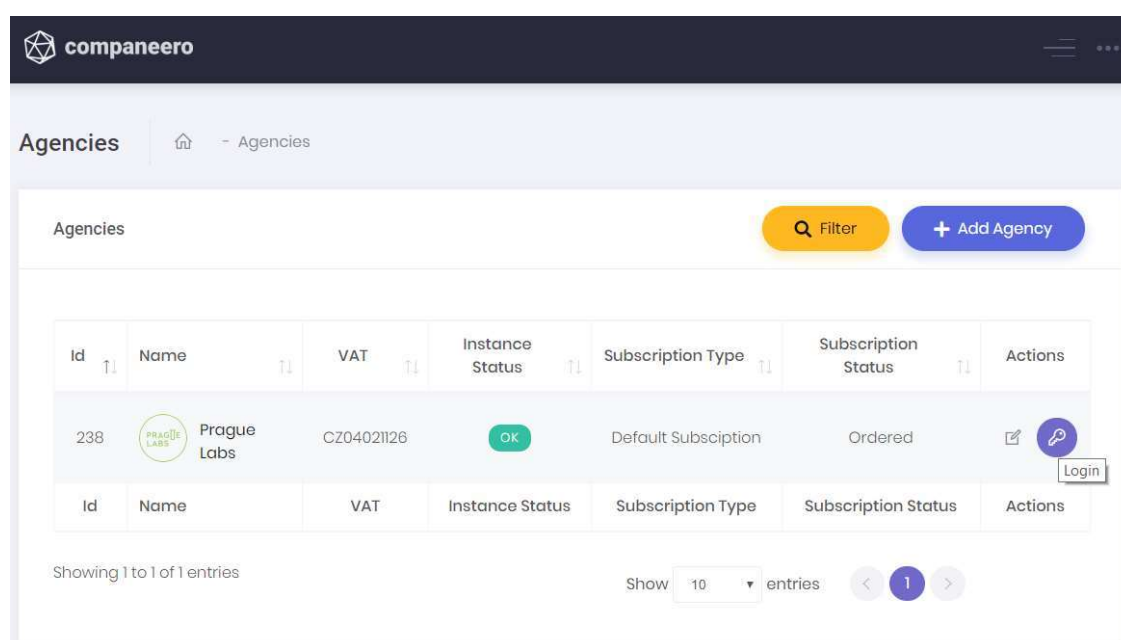 companeero
Agencies - Agencies
Agencies Filter Add Agency
Id Name VAT Instance Status Subscription Type Subscription Status Actions
238 PRAGUE LABS Prague Labs CZ04021126 OK Default Subsciption Ordered
Login
Id Name VAT Instance Status Subscription Type Subscription Status Actions
Showing 1 to 1 of 1 entries Show 10 entries < 1 >